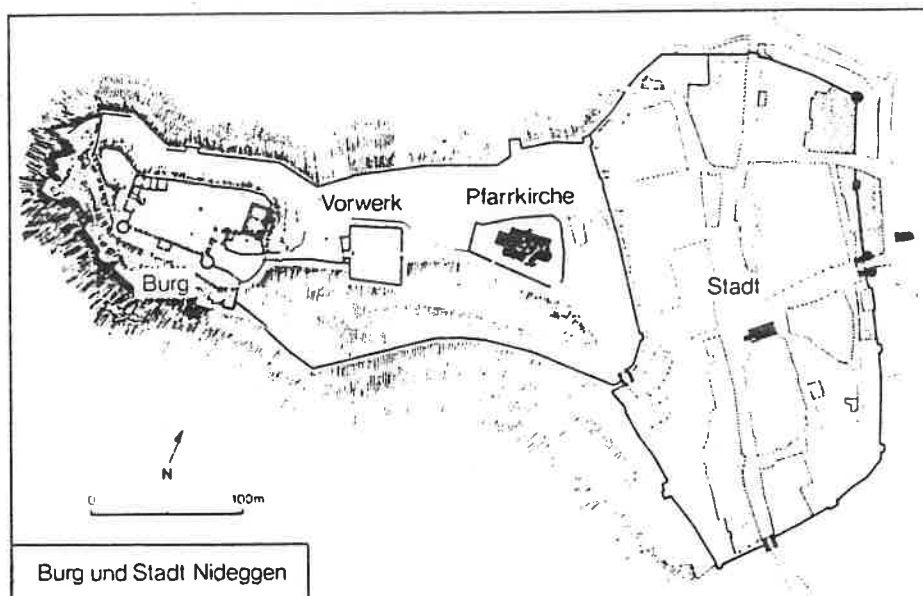 Vorwerk
Pfarrkirche
Burg
Stadt
N
0 100m
Burg und Stadt Nideggen